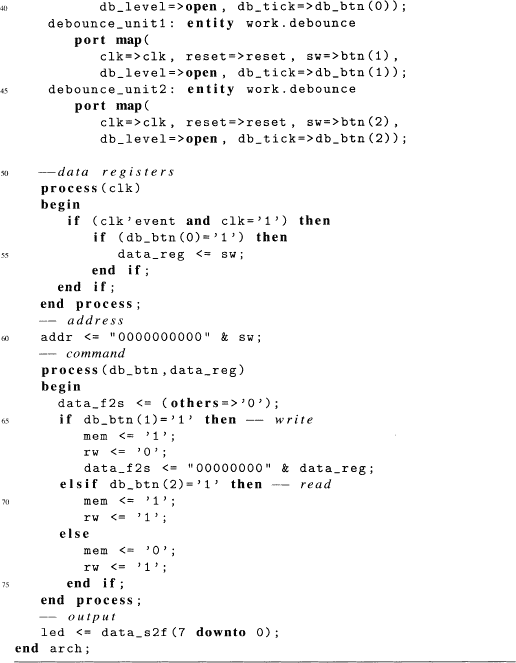 40 db_level=>open, db_tick=>db_btn(0));
debounce_unit1: entity work.debounce
port map(
clk=>clk, reset=>reset, sw=>btn(1),
db_level=>open, db_tick=>db_btn(1));
45 debounce_unit2: entity work.debounce
port map(
clk=>clk, reset=>reset, sw=>btn(2),
db_level=>open, db_tick=>db_btn(2));
50 --data registers
process(clk)
begin
if (clk'event and clk='1') then
if (db_btn(0)='1') then
55 data_reg <= sw;
end if;
end if;
end process;
-- address
60 addr <= "0000000000" & sw;
-- command
process(db_btn,data_reg)
begin
data_f2s <= (others=>'0');
65 if db_btn(1)='1' then -- write
mem <= '1';
rw <= '0';
data_f2s <= "00000000" & data_reg;
elsif db_btn(2)='1' then -- read
70 mem <= '1';
rw <= '1';
else
mem <= '0';
rw <= '1';
75 end if;
end process;
-- output
led <= data_s2f(7 downto 0);
end arch;